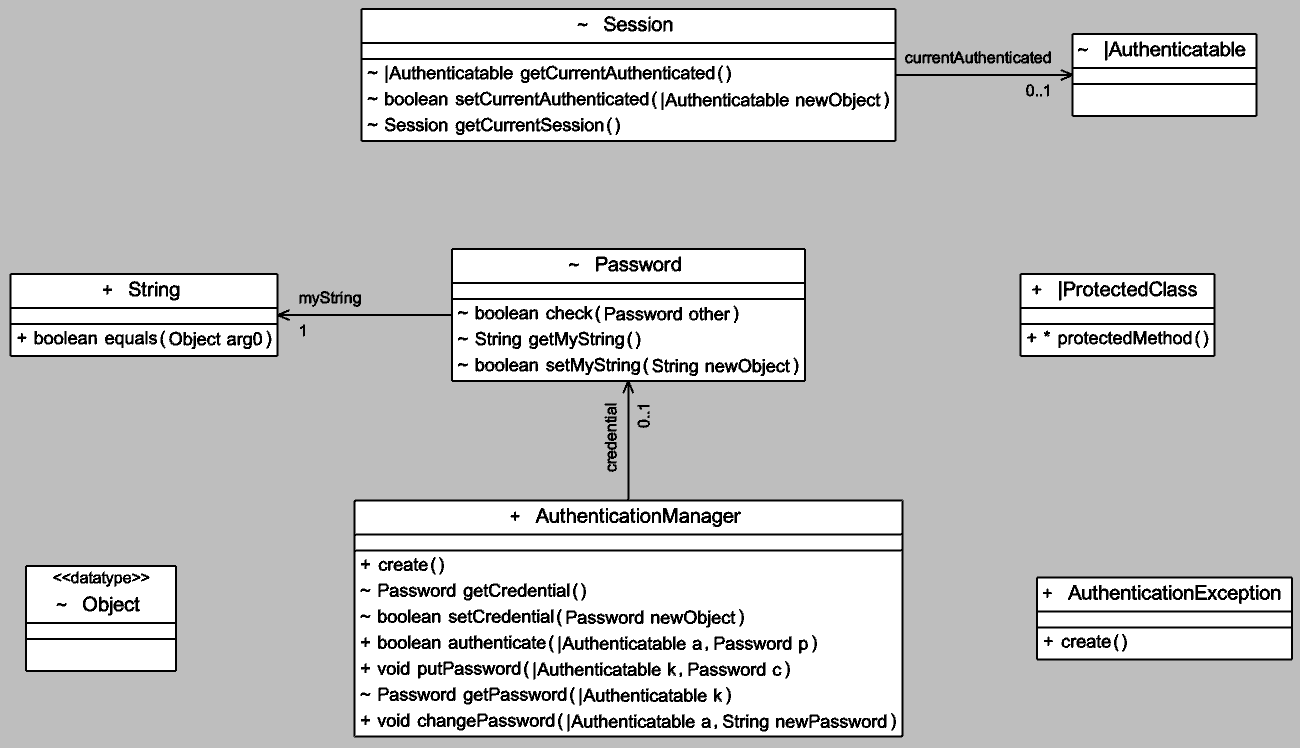 ~ Session
~ |Authenticatable getCurrentAuthenticated()
~ boolean setCurrentAuthenticated(|Authenticatable newObject)
~ Session getCurrentSession()
currentAuthenticated
0..1
~ |Authenticatable
+ String
+ boolean equals(Object arg0)
myString
1
~ Password
~ boolean check(Password other)
~ String getMyString()
~ boolean setMyString(String newObject)
+ |ProtectedClass
+ * protectedMethod()
credential
0..1
+ AuthenticationManager
+ create()
~ Password getCredential()
~ boolean setCredential(Password newObject)
+ boolean authenticate(|Authenticatable a, Password p)
+ void putPassword(|Authenticatable k, Password c)
~ Password getPassword(|Authenticatable k)
+ void changePassword(|Authenticatable a, String newPassword)
<<datatype>>
~ Object
+ AuthenticationException
+ create()